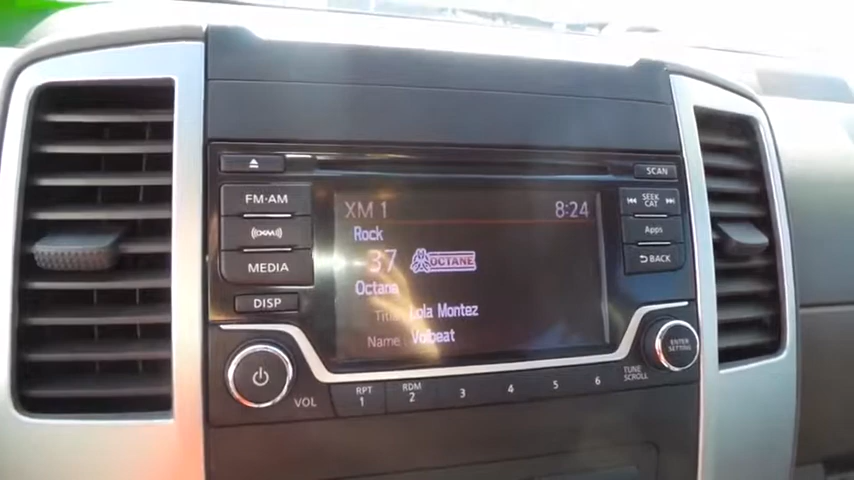 SCAN
FM·AM
SEEK
CAT
XM 1
8:24
((XM))
Rock
Apps
37 OCTANE
MEDIA
BACK
Octane
DISP
Title Lola Montez
Name Volbeat
ENTER
SETTING
VOL
RPT
1
RDM
2
3
4
5
6
TUNE
SCROLL